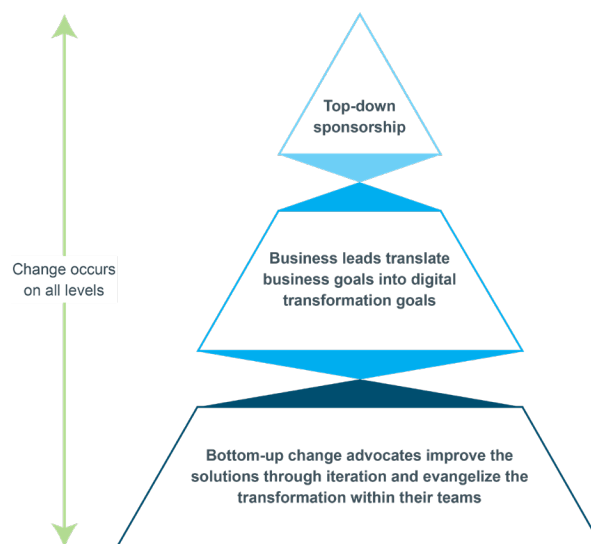 Top-down
sponsorship
Business leads translate
business goals into digital
transformation goals
Change occurs
on all levels
Bottom-up change advocates improve the
solutions through iteration and evangelize the
transformation within their teams